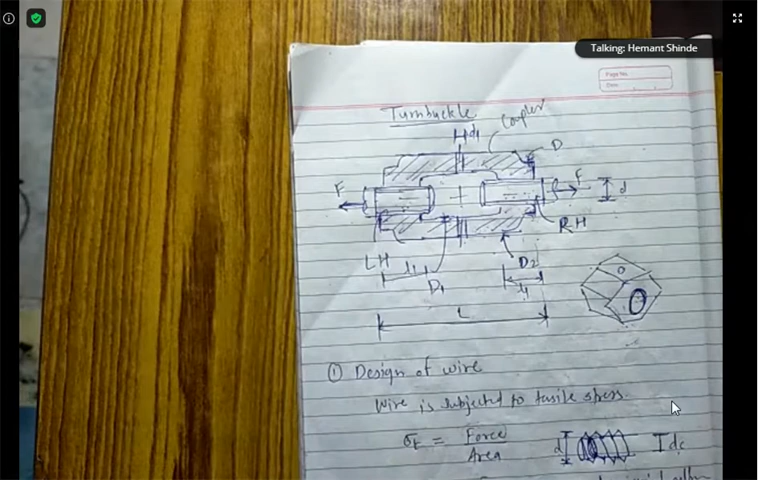 Talking: Hemant Shinde
Page No.
Date
Turnbuckle
Coupler
d1
D
F
F
d
RH
LH
l1
D1
D2
l1
L
① Design of wire
Wire is subjected to tasile stress.
σt = Force
Area
d
dc